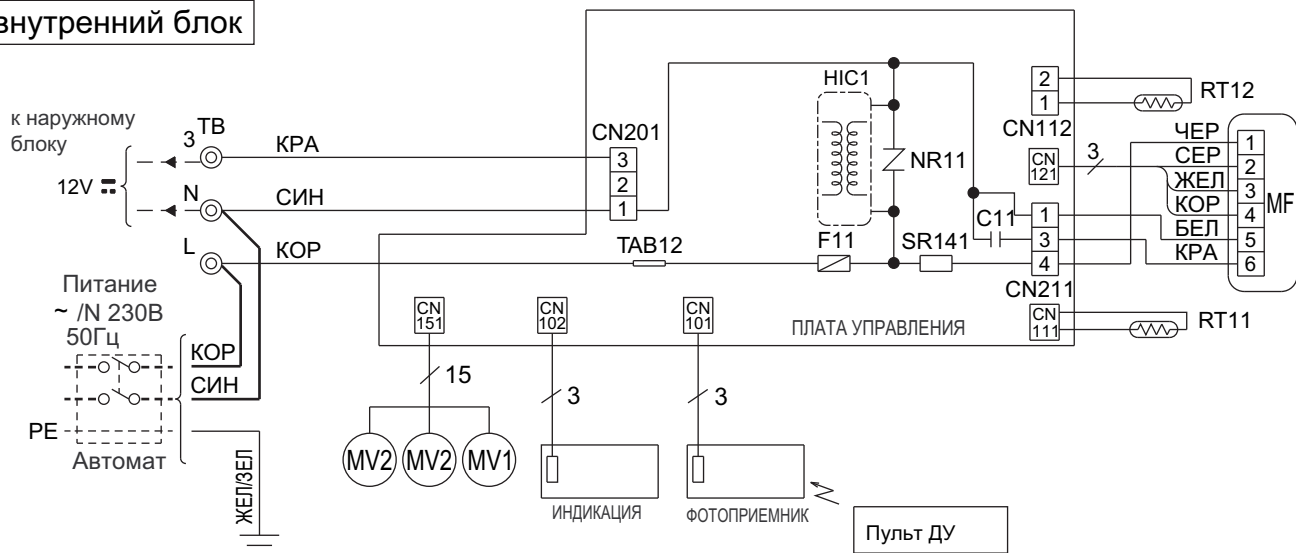 внутренний блок
к наружному
блоку
12V
3
TB
N
L
КРА
СИН
КОР
CN201
3
2
1
TAB12
HIC1
NR11
F11
SR141
C11
2
1
CN112
RT12
CN
121
3
1
3
4
CN211
CN
111
RT11
ЧЕР
СЕР
ЖЕЛ
КОР
БЕЛ
КРА
1
2
3
4
5
6
MF
ПЛАТА УПРАВЛЕНИЯ
Питание
~ /N 230В
50Гц
КОР
СИН
PE
Автомат
ЖЕЛ/ЗЕЛ
CN
151
15
MV2
MV2
MV1
CN
102
3
ИНДИКАЦИЯ
CN
101
3
ФОТОПРИЕМНИК
Пульт ДУ